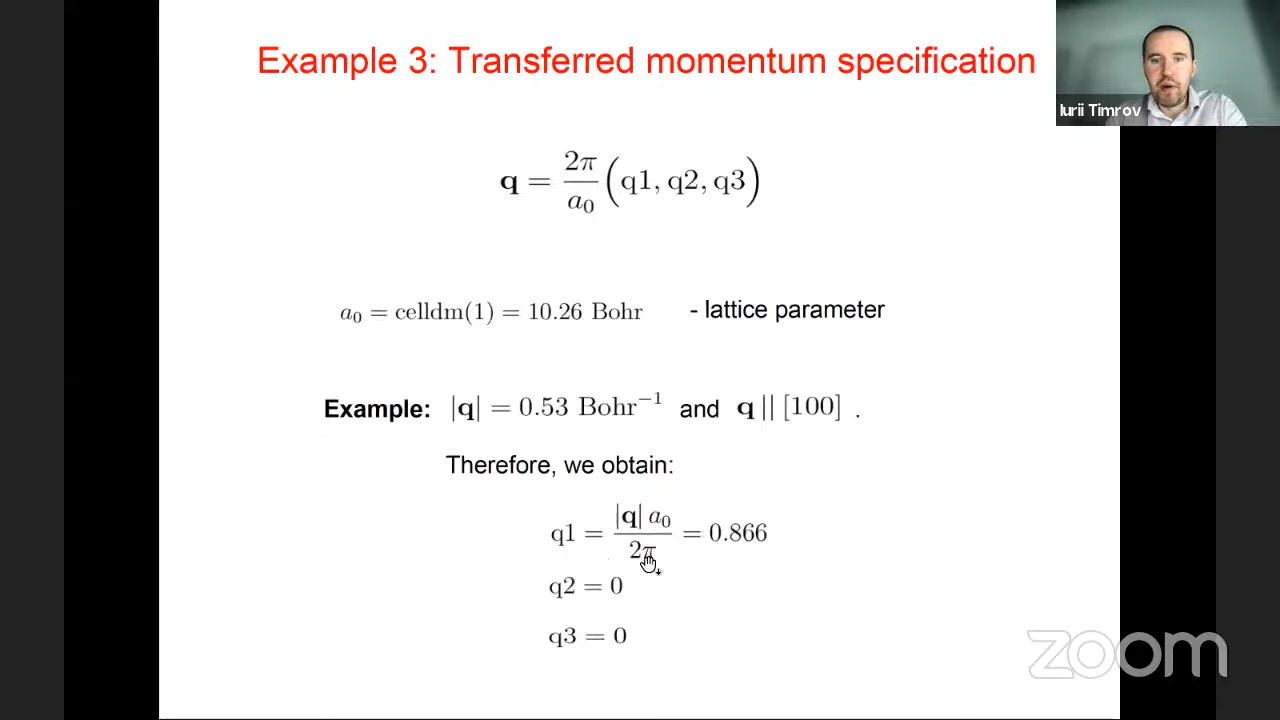 Example 3: Transferred momentum specification
Iurii Timrov
q = 2π/a₀ (q1, q2, q3)
a₀ = celldm(1) = 10.26 Bohr - lattice parameter
Example: |q| = 0.53 Bohr⁻¹ and q || [100] .
Therefore, we obtain:
q1 = |q| a₀ / 2π = 0.866
q2 = 0
q3 = 0
zoom